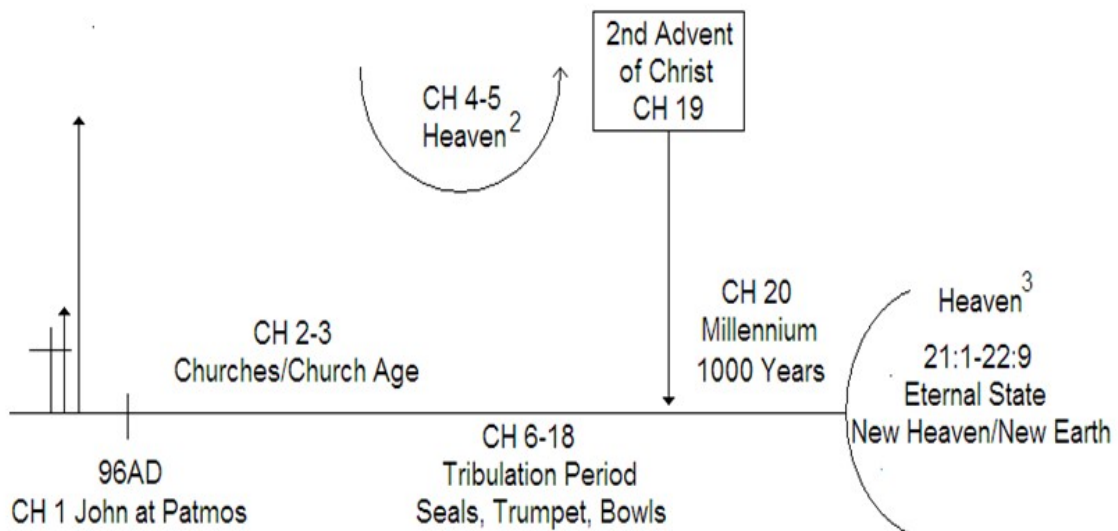 2nd Advent
of Christ
CH 19
CH 4-5
Heaven²
CH 20
Millennium
1000 Years
Heaven³
21:1-22:9
Eternal State
New Heaven/New Earth
CH 2-3
Churches/Church Age
96AD
CH 1 John at Patmos
CH 6-18
Tribulation Period
Seals, Trumpet, Bowls